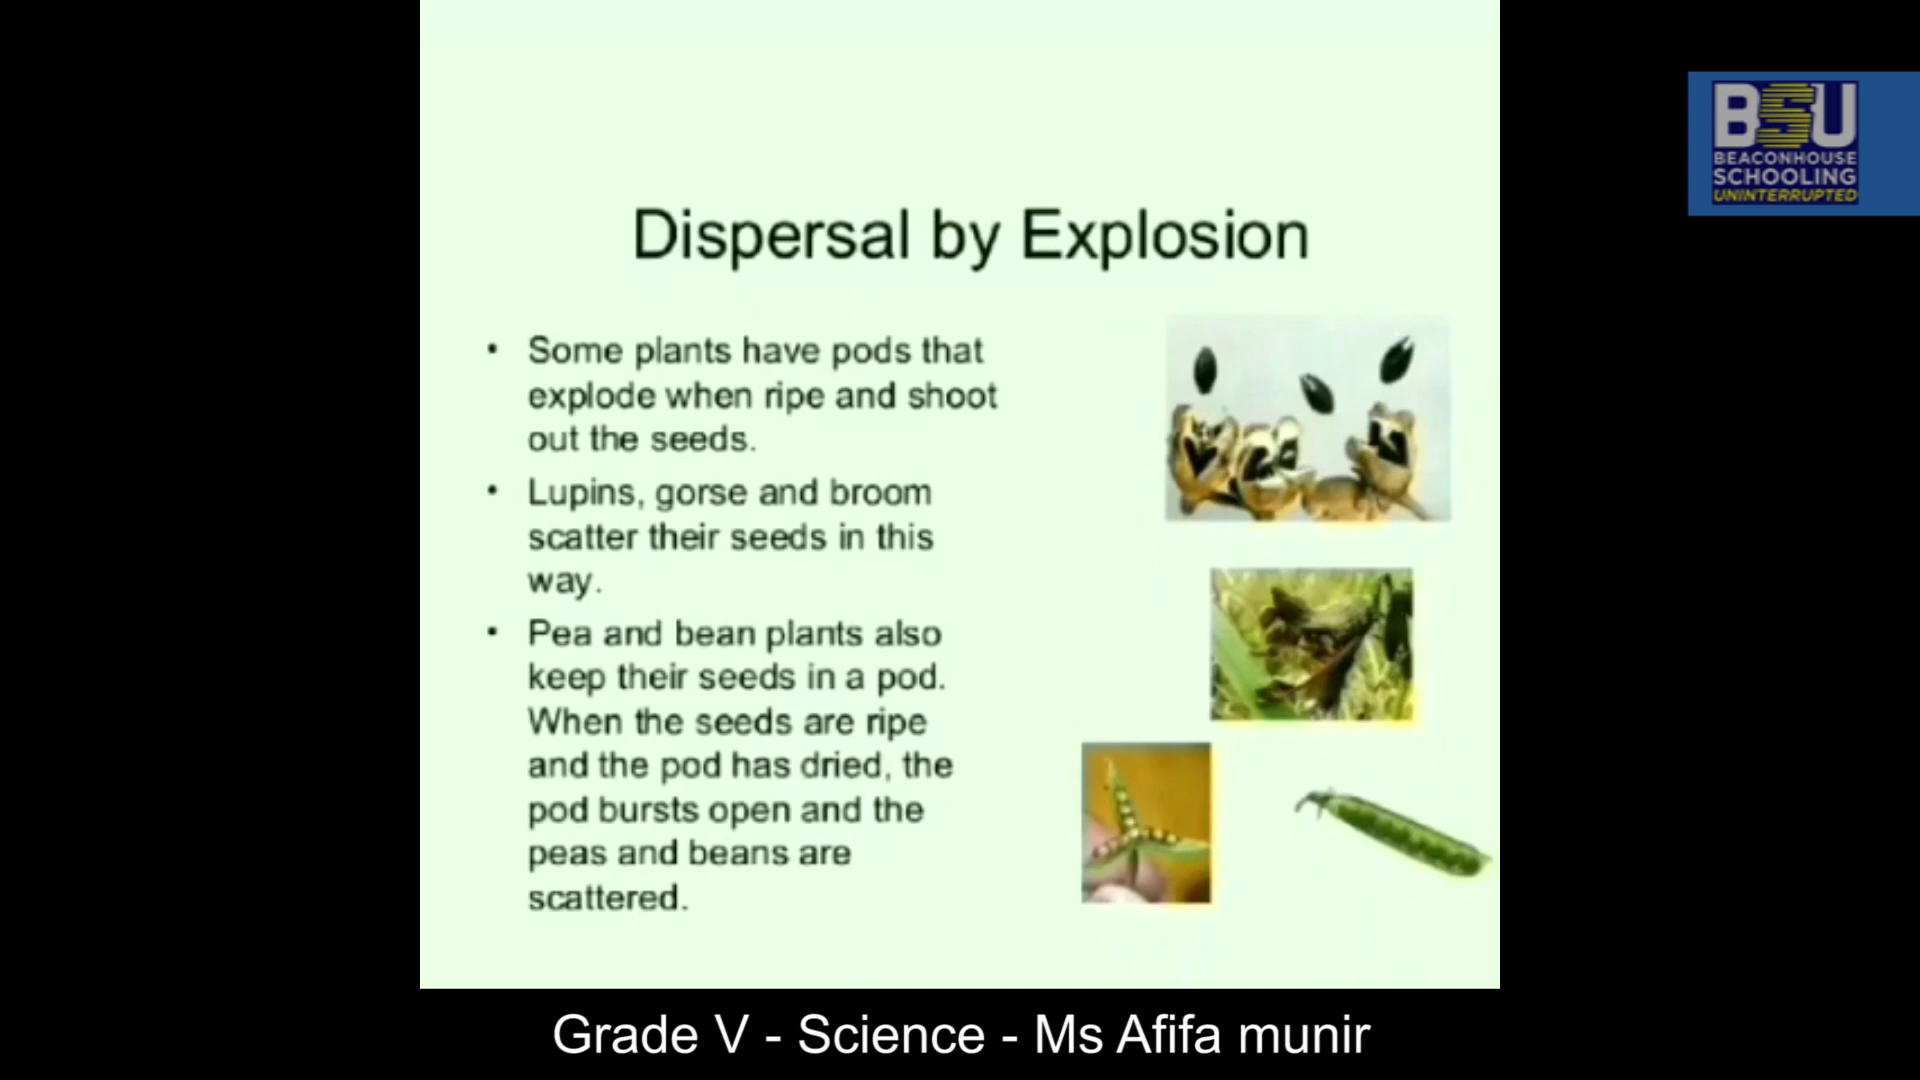 BSU
BEACONHOUSE
SCHOOLING
UNINTERRUPTED
Dispersal by Explosion
• Some plants have pods that
explode when ripe and shoot
out the seeds.
• Lupins, gorse and broom
scatter their seeds in this
way.
• Pea and bean plants also
keep their seeds in a pod.
When the seeds are ripe
and the pod has dried, the
pod bursts open and the
peas and beans are
scattered.
Grade V - Science - Ms Afifa munir